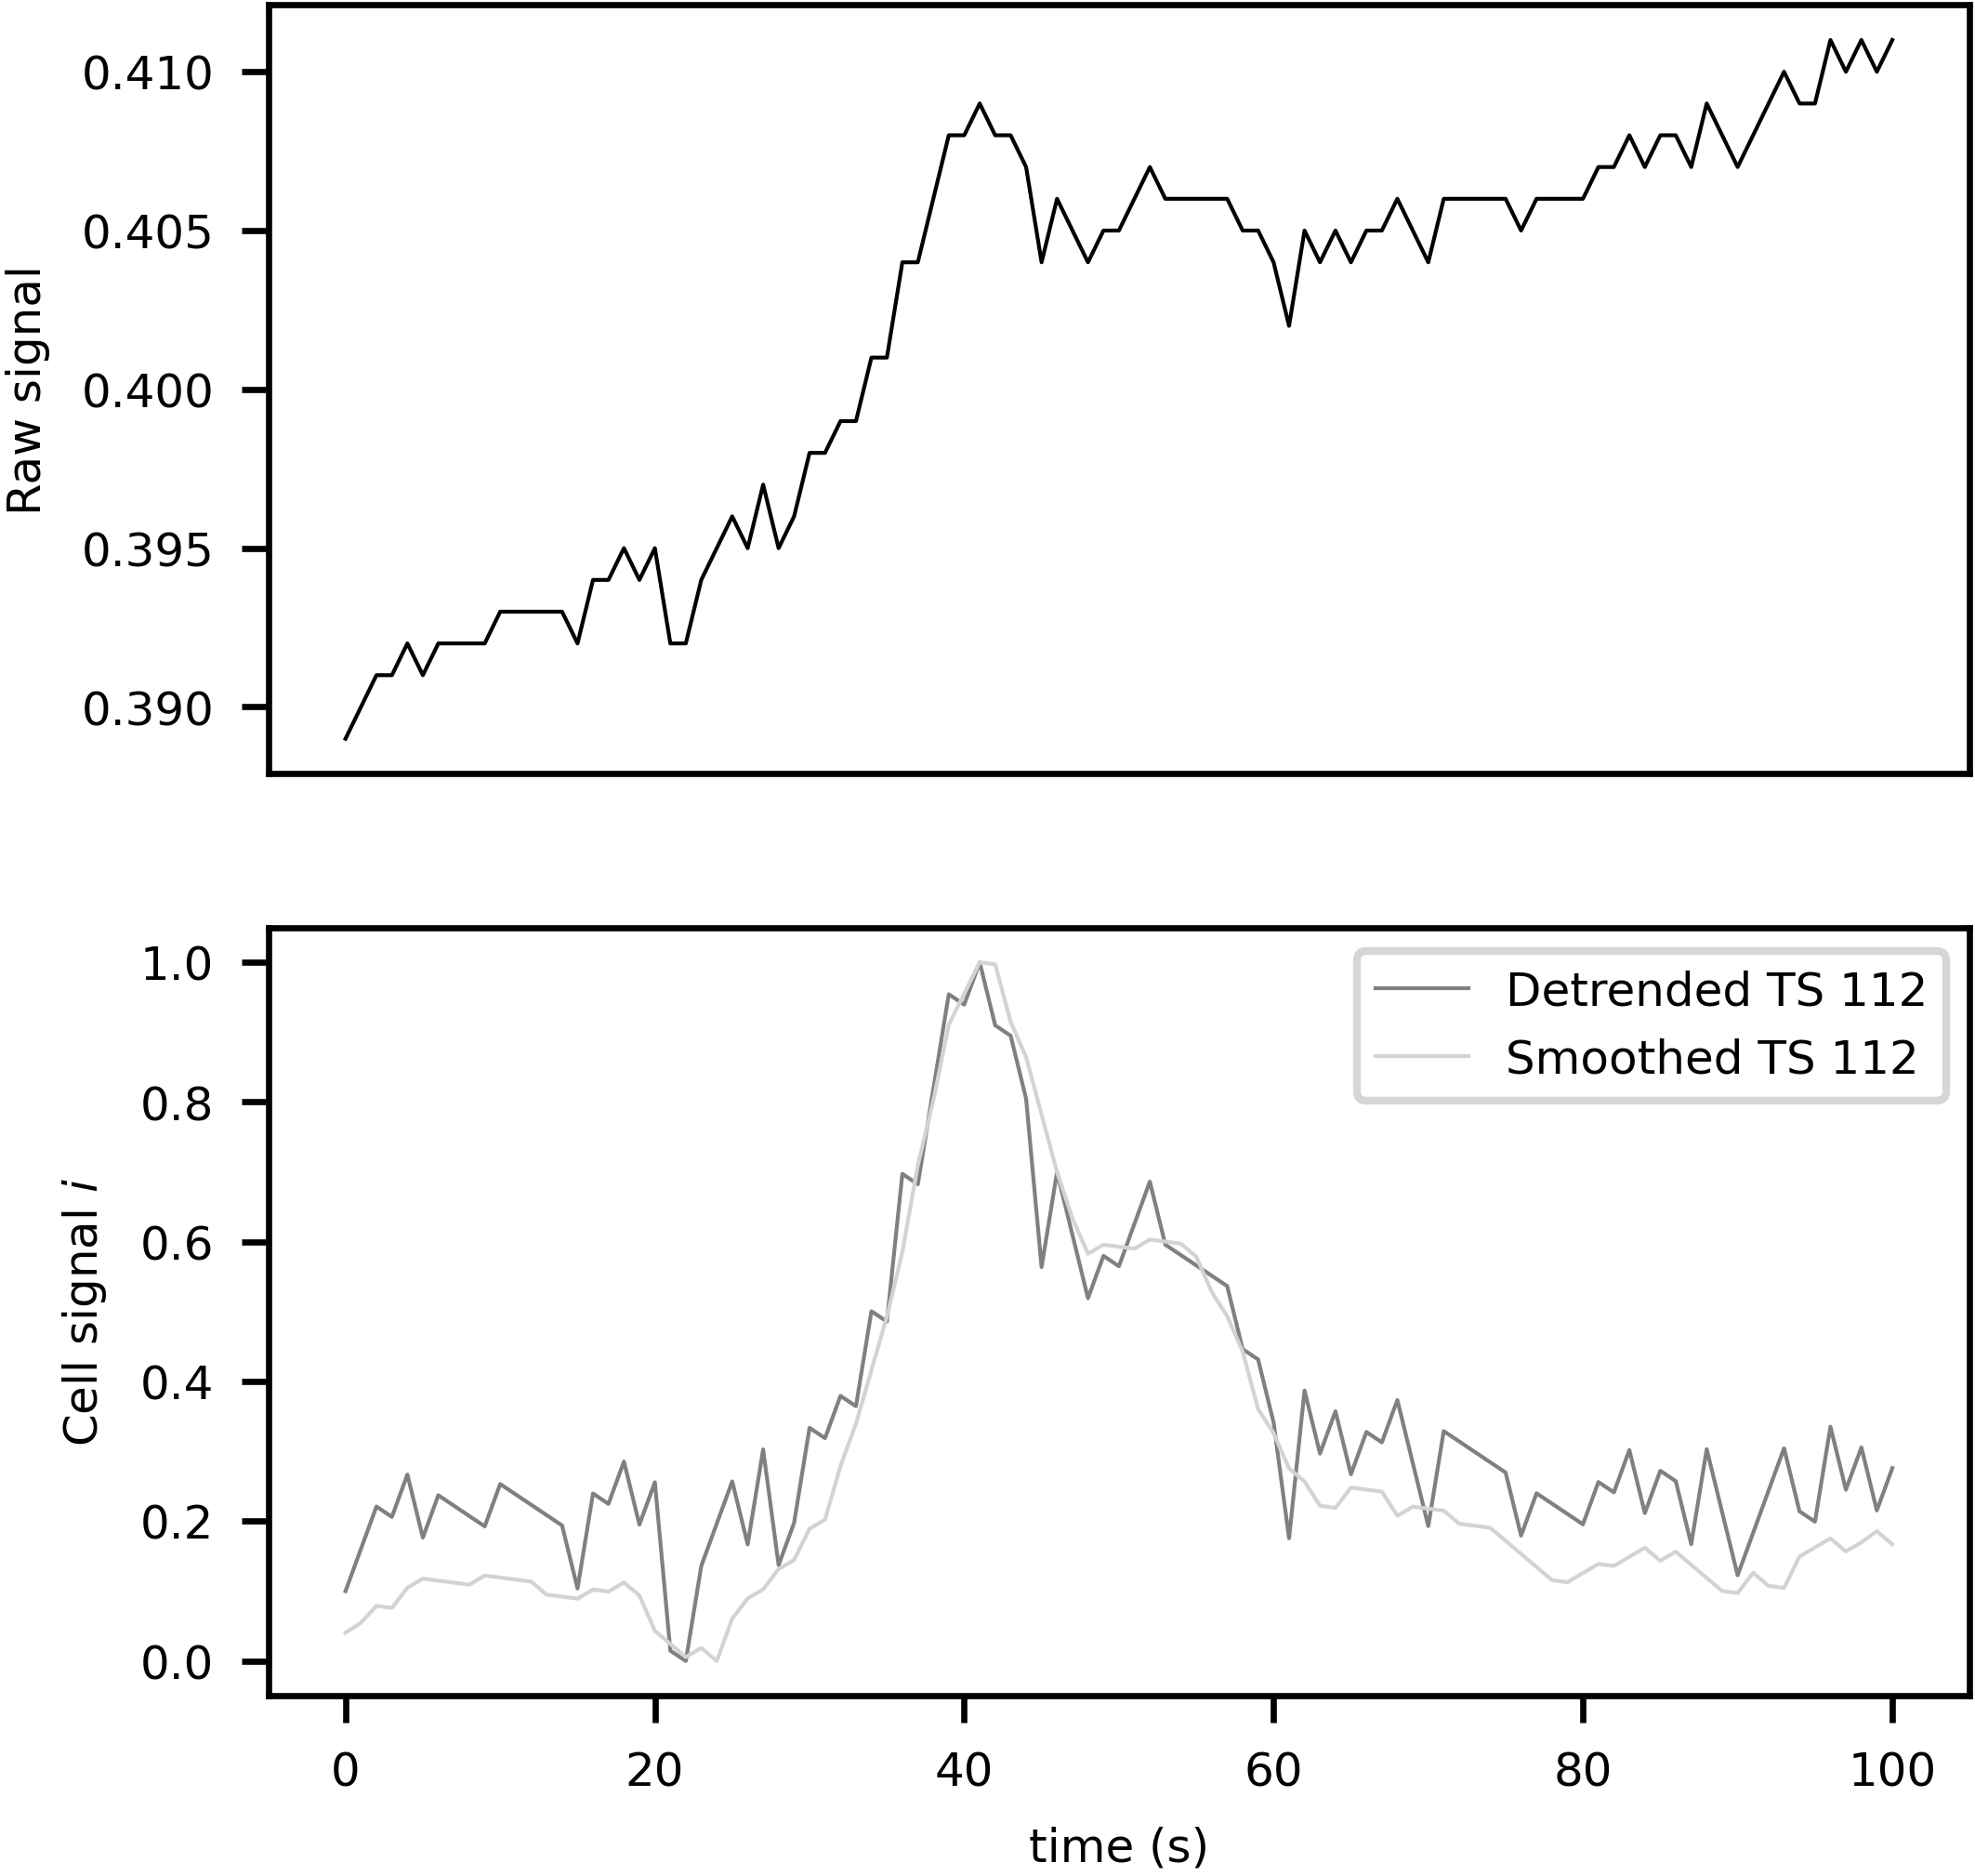 0.410
0.405
0.400
0.395
0.390
Raw signal
1.0
0.8
0.6
0.4
0.2
0.0
Cell signal i
Detrended TS 112
Smoothed TS 112
0 20 40 60 80 100
time (s)